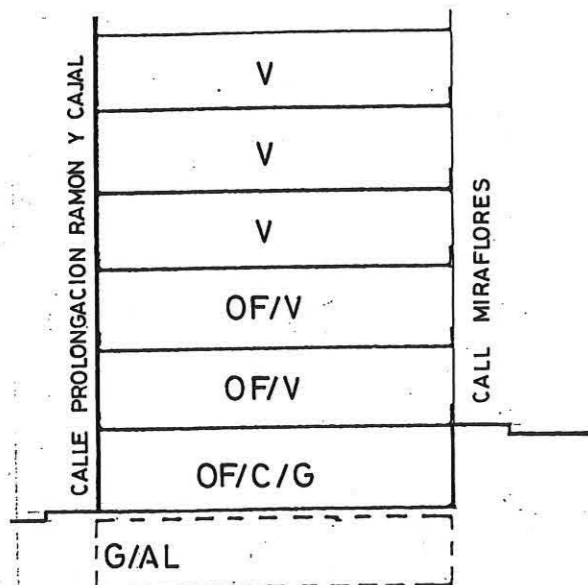 CALLE PROLONGACION RAMON Y CAJAL
V
V
V
OF/V
OF/V
OF/C/G
G/AL
CALL MIRAFLORES